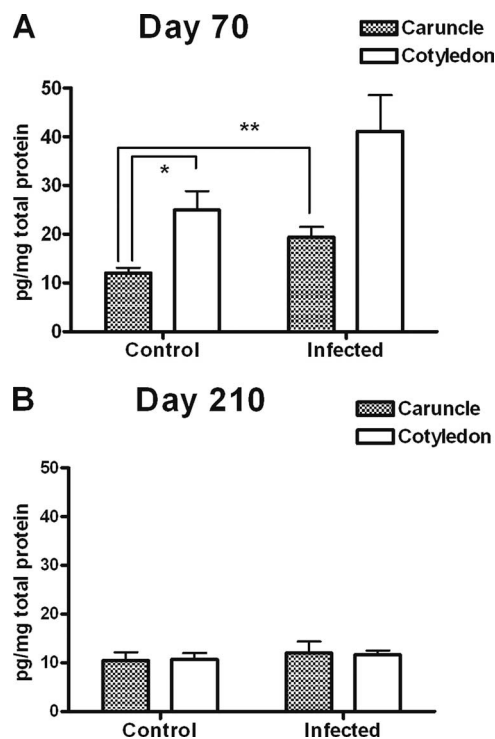 A Day 70
Caruncle
Cotyledon
pg/mg total protein
50
40
30
20
10
0
**
*
Control Infected
B Day 210
Caruncle
Cotyledon
pg/mg total protein
50
40
30
20
10
0
Control Infected